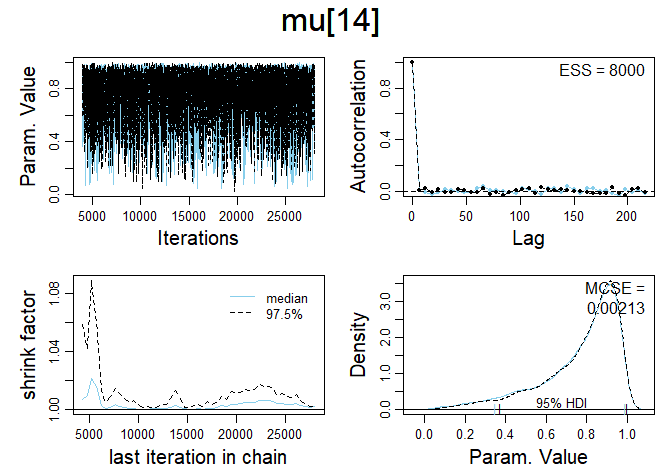 mu[14]
Param. Value
0.0 0.4 0.8
5000 10000 15000 20000 25000
Iterations
Autocorrelation
0.0 0.4 0.8
ESS = 8000
0 50 100 150 200
Lag
shrink factor
1.00 1.04 1.08
median
97.5%
5000 10000 15000 20000 25000
last iteration in chain
Density
0.0 1.0 2.0 3.0
MCSE =
0.00213
95% HDI
0.0 0.2 0.4 0.6 0.8 1.0
Param. Value